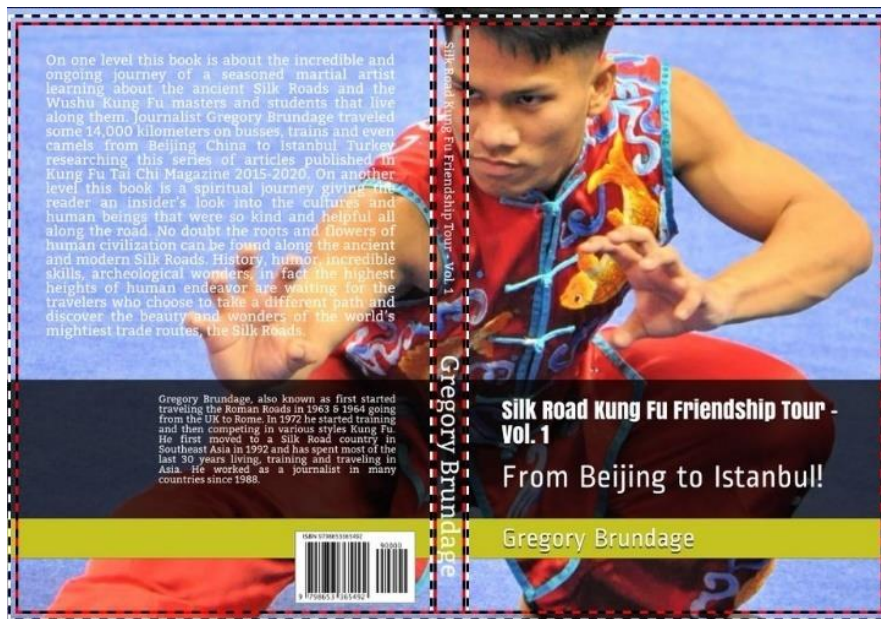 On one level this book is about the incredible and
ongoing journey of a seasoned martial artist
learning about the ancient Silk Roads and the
Wushu Kung Fu masters and students that live
along them. Journalist Gregory Brundage traveled
some 14,000 kilometers on busses, trains and even
camels from Beijing China to Istanbul Turkey
researching this series of articles published in
Kung Fu Tai Chi Magazine 2015-2020. On another
level this book is a spiritual journey giving the
reader an insider's look into the cultures and
human beings that were so kind and helpful all
along the road. No doubt the roots and flowers of
human civilization can be found along the ancient
and modern Silk Roads. History, humor, incredible
skills, archeological wonders, in fact the highest
heights of human endeavor are waiting for the
travelers who choose to take a different path and
discover the beauty and wonders of the world's
mightiest trade routes, the Silk Roads.
Gregory Brundage, also known as first started
traveling the Roman Roads in 1963 & 1964 going
from the UK to Rome. In 1972 he started training
and then competing in various styles Kung Fu.
He first moved to a Silk Road country in
Southeast Asia in 1992 and has spent most of the
last 30 years living, training and traveling in
Asia. He worked as a journalist in many
countries since 1988.
ISBN 9798653365492
90000
9 798653 365492
Silk Road Kung Fu Friendship Tour - Vol. 1
Gregory Brundage
Silk Road Kung Fu Friendship Tour -
Vol. 1
From Beijing to Istanbul!
Gregory Brundage